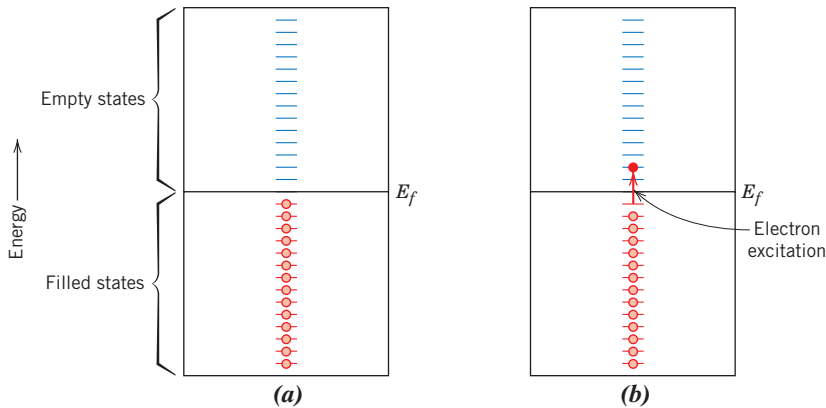 Empty states
Energy
Filled states
E_f
(a)
E_f
Electron
excitation
(b)